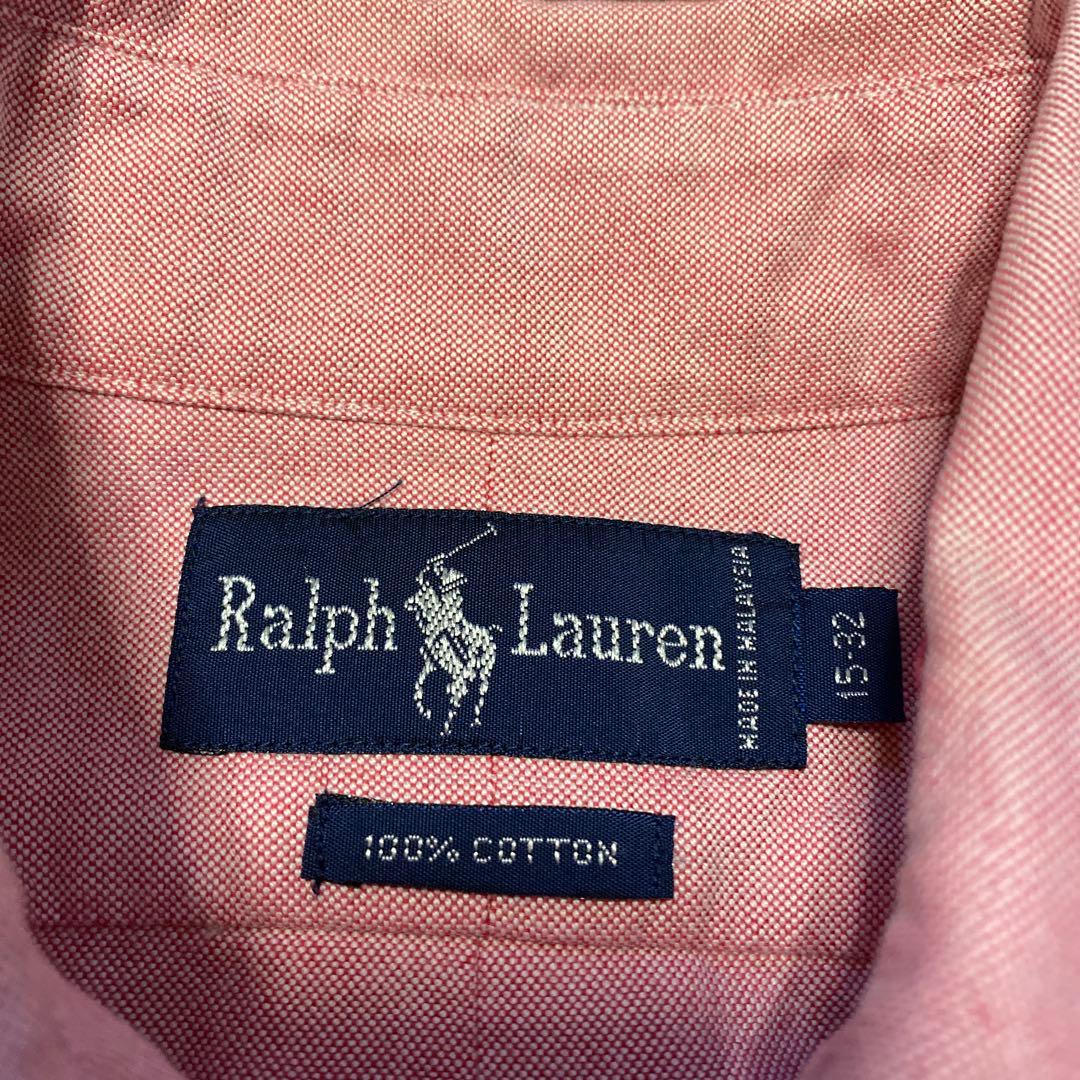 Ralph Lauren
MADE IN MALAYSIA
15-32
100% COTTON